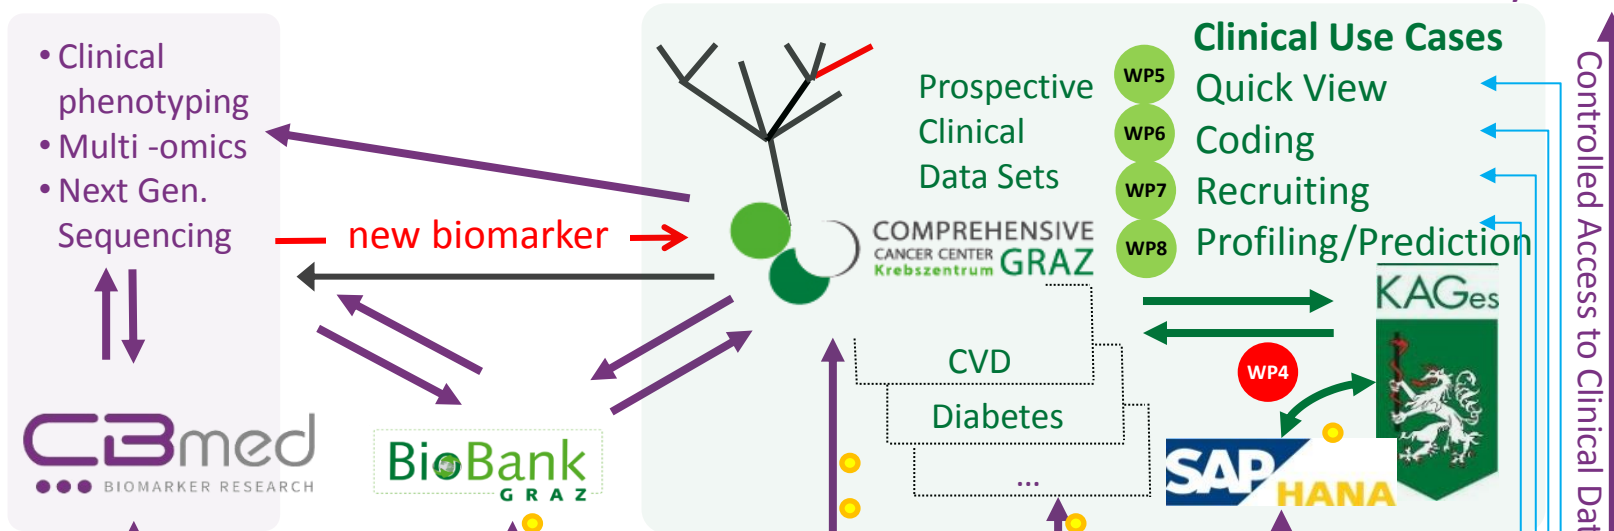 • Clinical
phenotyping
• Multi -omics
• Next Gen.
Sequencing
new biomarker
CBmed
BIOMARKER RESEARCH
BioBank
GRAZ
Prospective
Clinical
Data Sets
COMPREHENSIVE
CANCER CENTER
Krebszentrum GRAZ
Clinical Use Cases
WP5 Quick View
WP6 Coding
WP7 Recruiting
WP8 Profiling/Prediction
KAGes
WP4
CVD
Diabetes
...
SAP HANA
Controlled Access to Clinical Dat